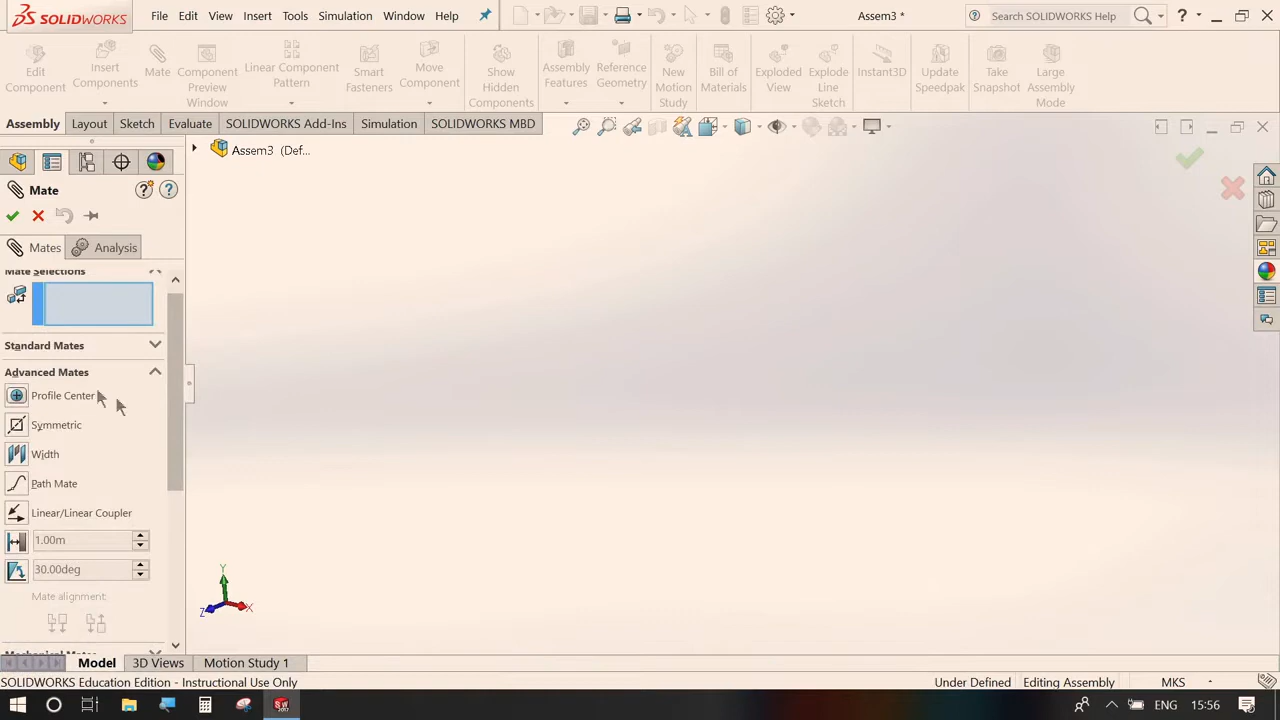 SOLIDWORKS
File Edit View Insert Tools Simulation Window Help
Assem3 *
Search SOLIDWORKS Help
?
Edit Component
Insert Components
Mate
Component Preview Window
Linear Component Pattern
Smart Fasteners
Move Component
Show Hidden Components
Assembly Features
Reference Geometry
New Motion Study
Bill of Materials
Exploded View
Explode Line Sketch
Instant3D
Update Speedpak
Take Snapshot
Large Assembly Mode
Assembly Layout Sketch Evaluate SOLIDWORKS Add-Ins Simulation SOLIDWORKS MBD
Assem3 (Def...
Mate
Mates Analysis
Mate Selections
Standard Mates
Advanced Mates
Profile Center
Symmetric
Width
Path Mate
Linear/Linear Coupler
1.00m
30.00deg
Mate alignment:
Mechanical Mates
Y
Z X
Model 3D Views Motion Study 1
SOLIDWORKS Education Edition - Instructional Use Only
Under Defined Editing Assembly MKS
ENG 15:56